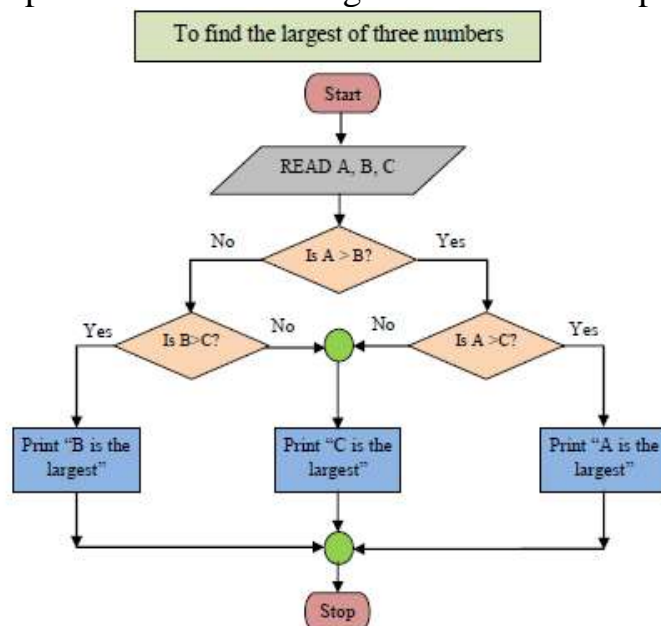 To find the largest of three numbers
Start
READ A, B, C
No
Is A > B?
Yes
Yes
Is B>C?
No
No
Is A >C?
Yes
Print “B is the
largest”
Print “C is the
largest”
Print “A is the
largest”
Stop